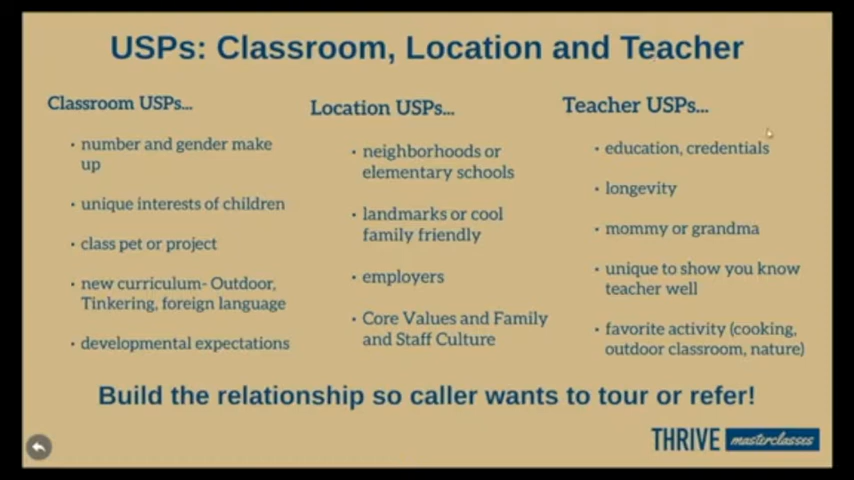 USPs: Classroom, Location and Teacher
Classroom USPs...
· number and gender make
up
· unique interests of children
· class pet or project
· new curriculum- Outdoor,
Tinkering, foreign language
· developmental expectations
Location USPs...
· neighborhoods or
elementary schools
· landmarks or cool
family friendly
· employers
· Core Values and Family
and Staff Culture
Teacher USPs...
· education, credentials
· longevity
· mommy or grandma
· unique to show you know
teacher well
· favorite activity (cooking,
outdoor classroom, nature)
Build the relationship so caller wants to tour or refer!
THRIVE masterclasses